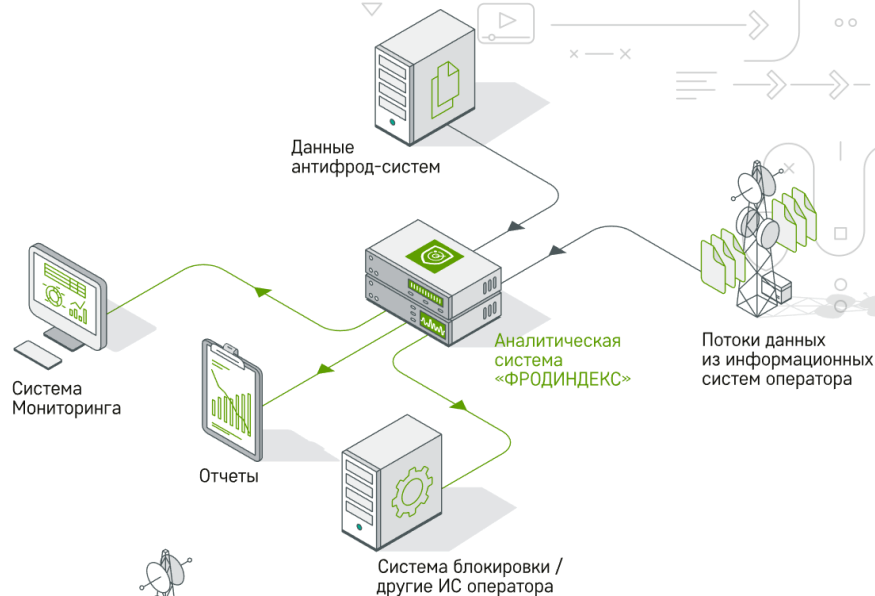 Данные
антифрод-систем
Аналитическая
система
«ФРОДИНДЕКС»
Потоки данных
из информационных
систем оператора
Система
Мониторинга
Отчеты
Система блокировки /
другие ИС оператора